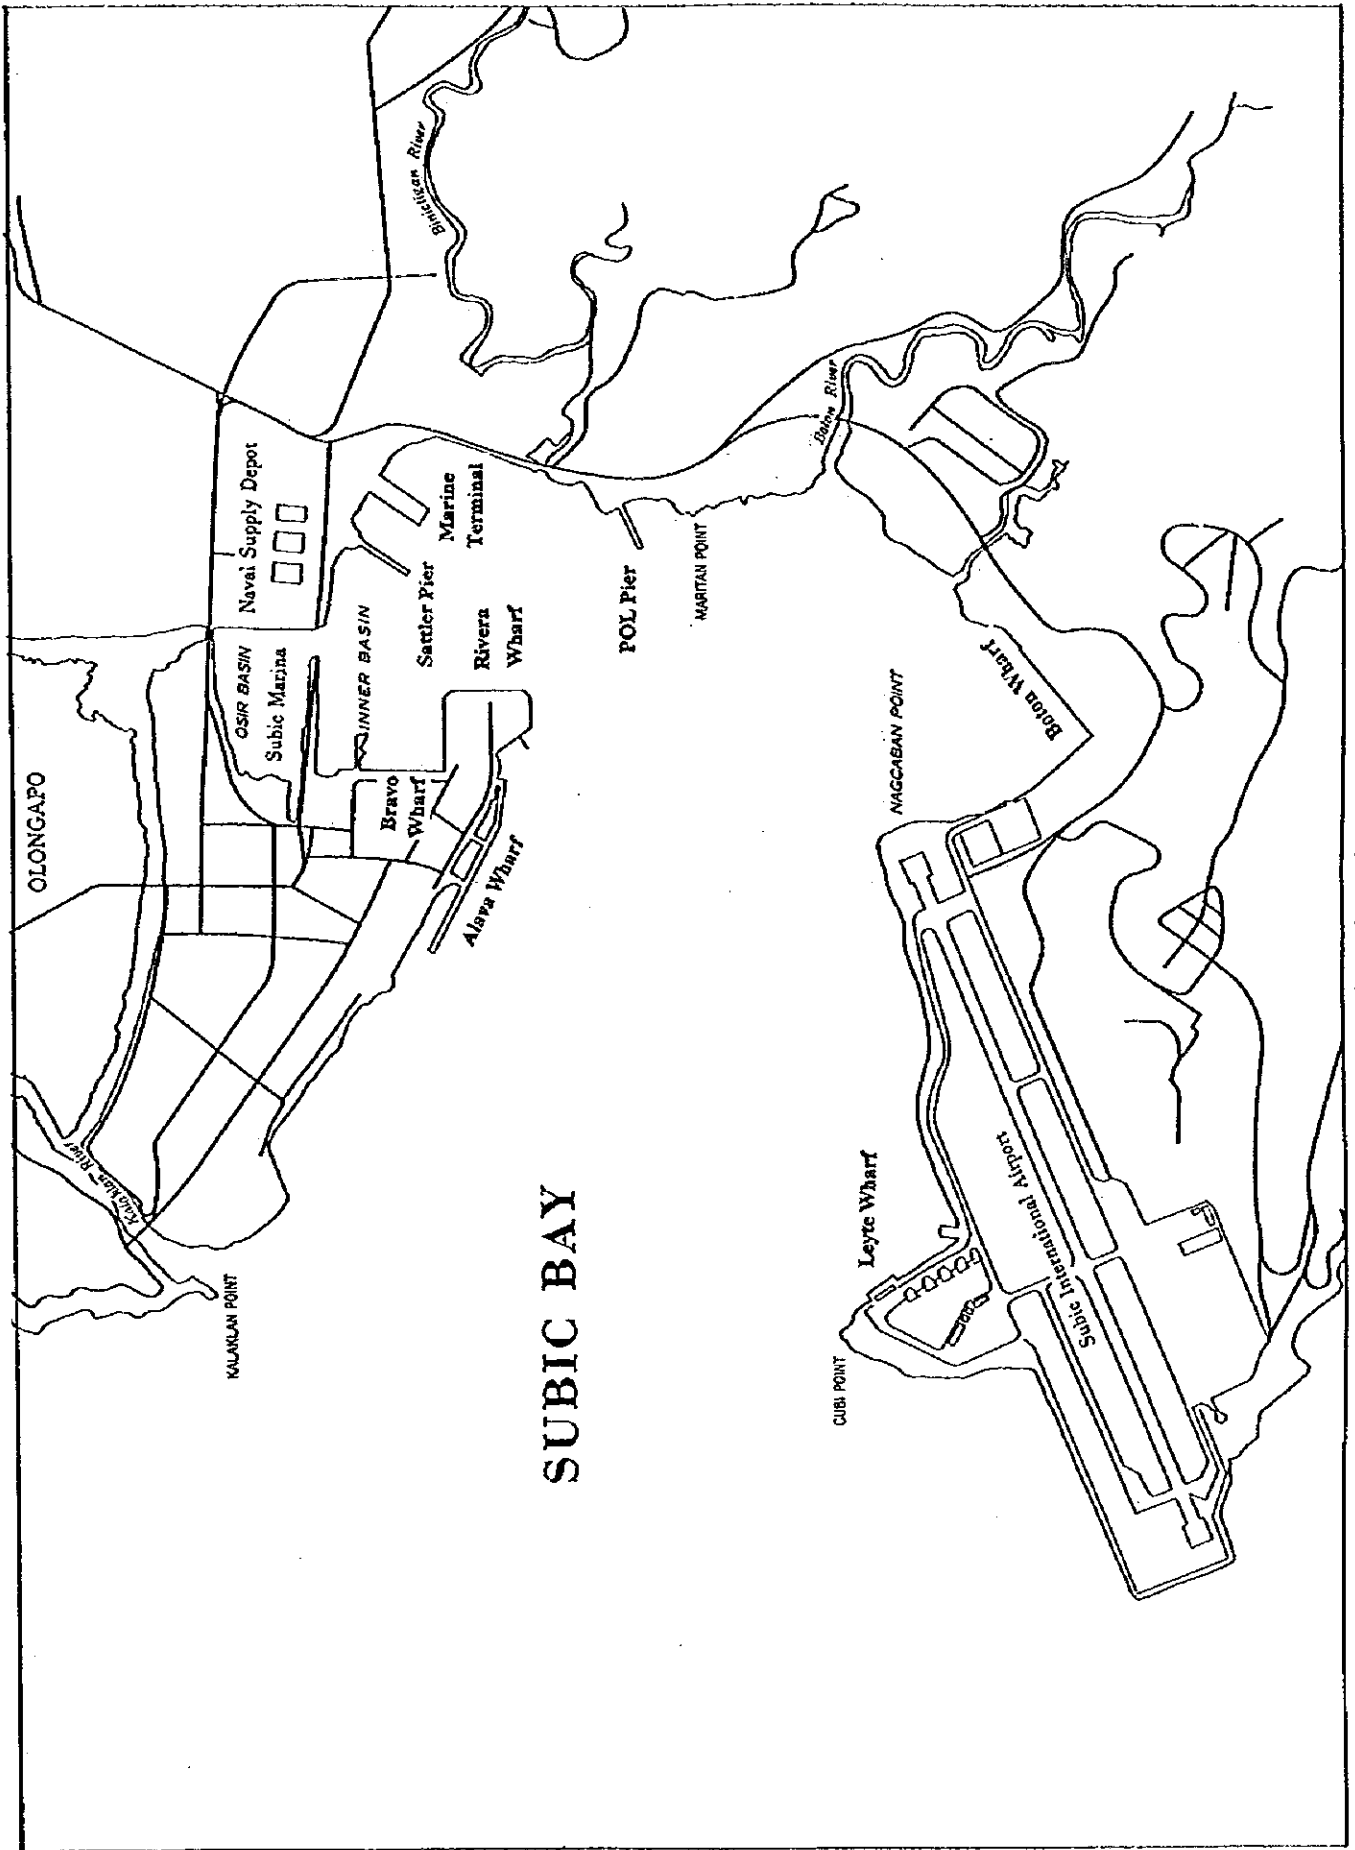 OLONGAPO
Kalaklan River
KALAKLAN POINT
OSIR BASIN
Subic Marina
Naval Supply Depot
INNER BASIN
Binictigan River
Bravo
Wharf
Sattler Pier
Marine
Terminal
Alava Wharf
Rivera
Wharf
SUBIC BAY
POL Pier
MARITAN POINT
Boton River
CUBI POINT
Leyte Wharf
NAGCABAN POINT
Boton Wharf
Subic International Airport